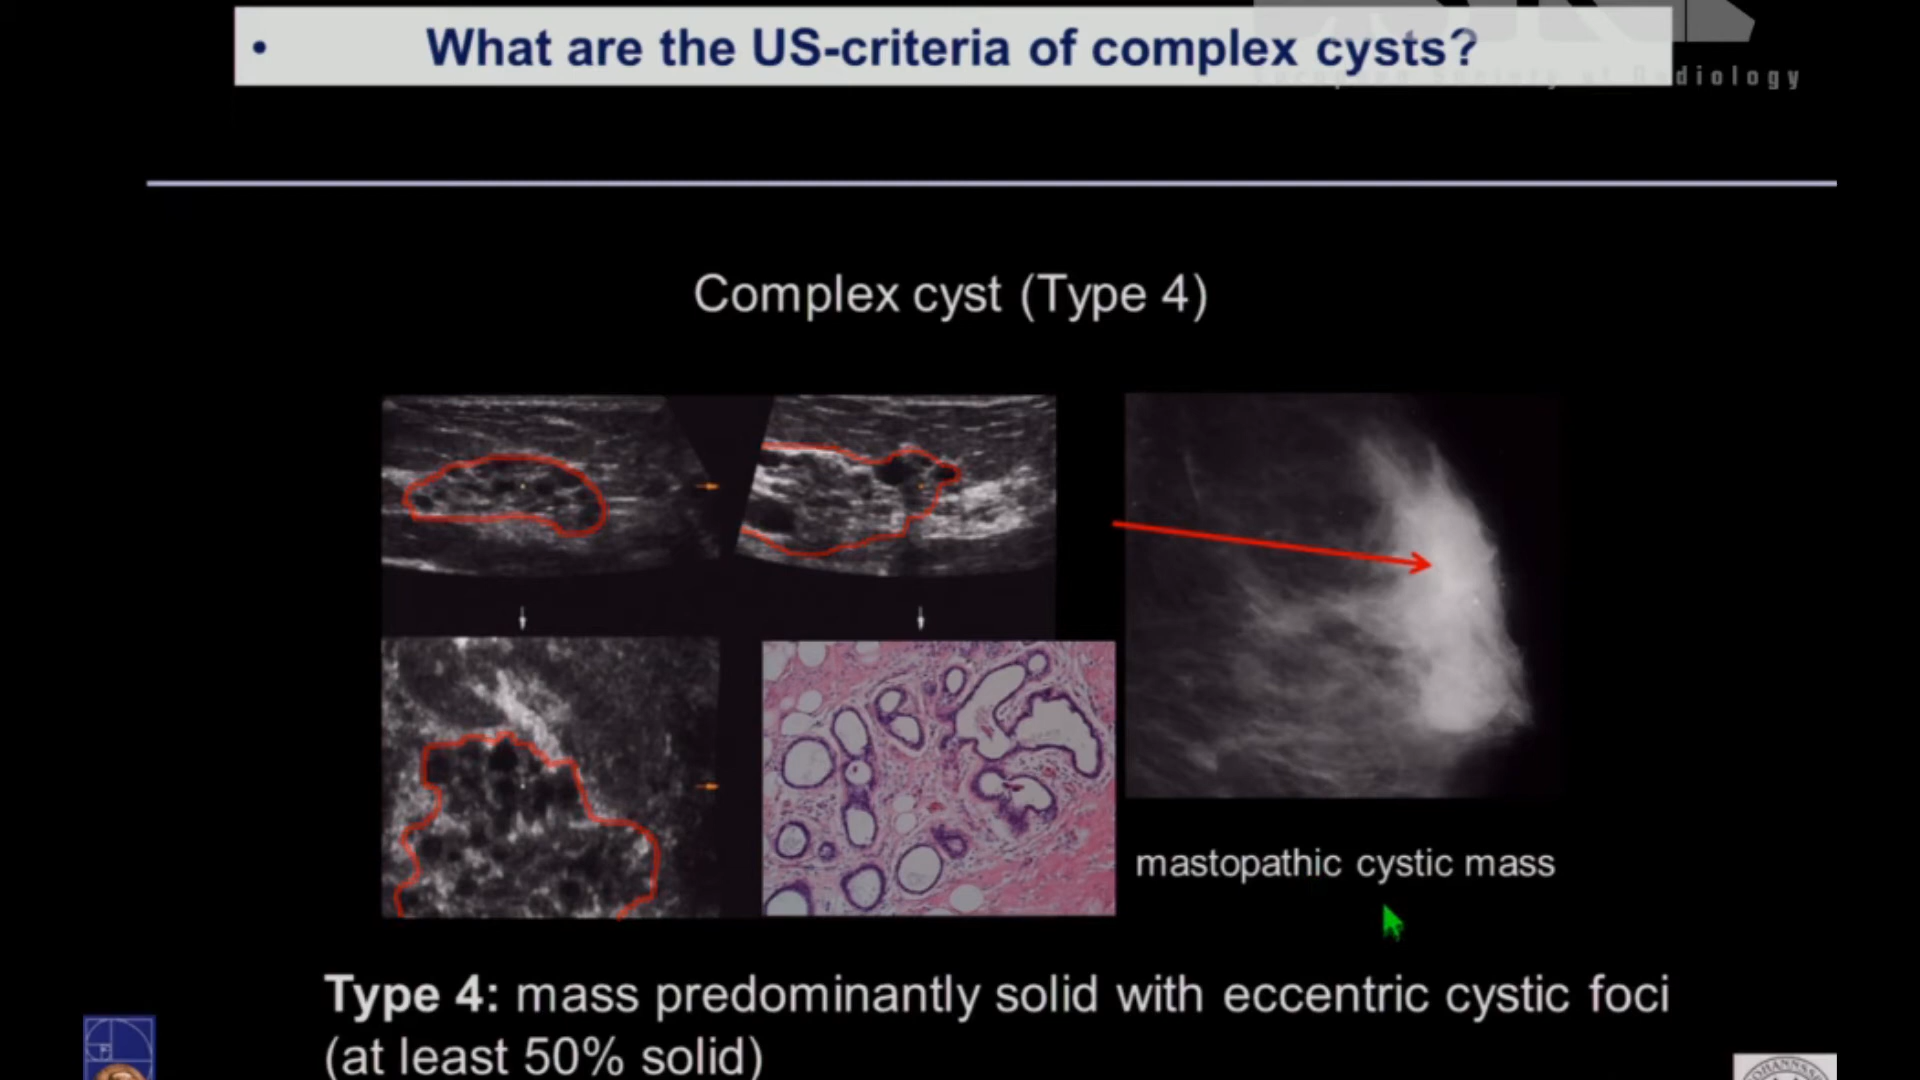 • What are the US-criteria of complex cysts?
diology
Complex cyst (Type 4)
mastopathic cystic mass
Type 4: mass predominantly solid with eccentric cystic foci
(at least 50% solid)